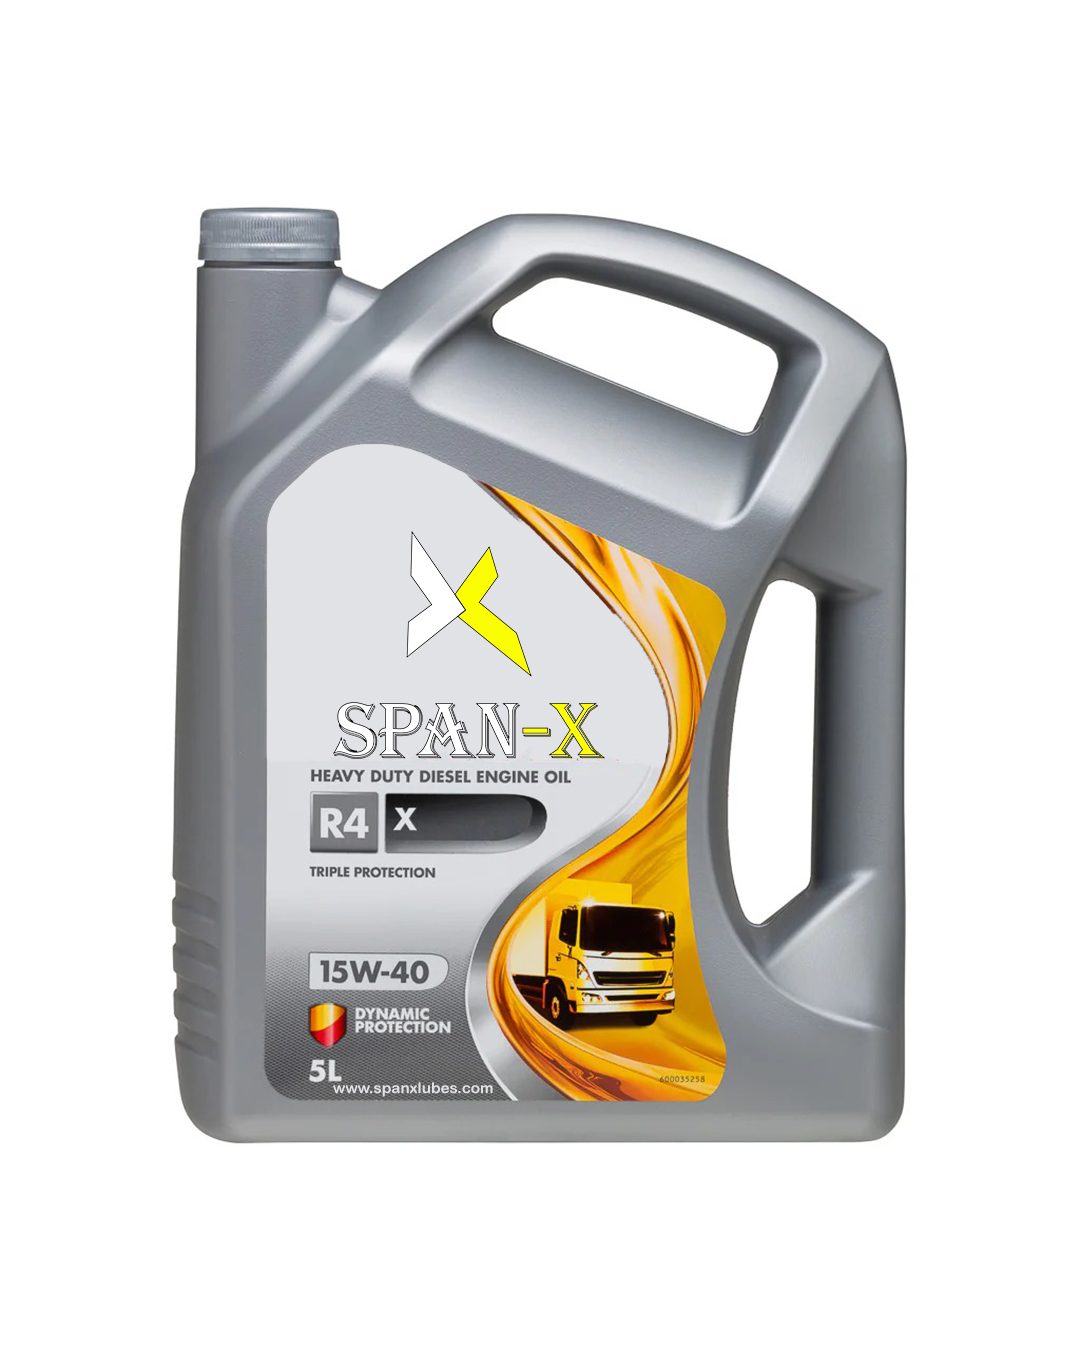 SPAN-X
HEAVY DUTY DIESEL ENGINE OIL
R4 X
TRIPLE PROTECTION
15W-40
DYNAMIC
PROTECTION
5L
www.spanxlubes.com
600035258